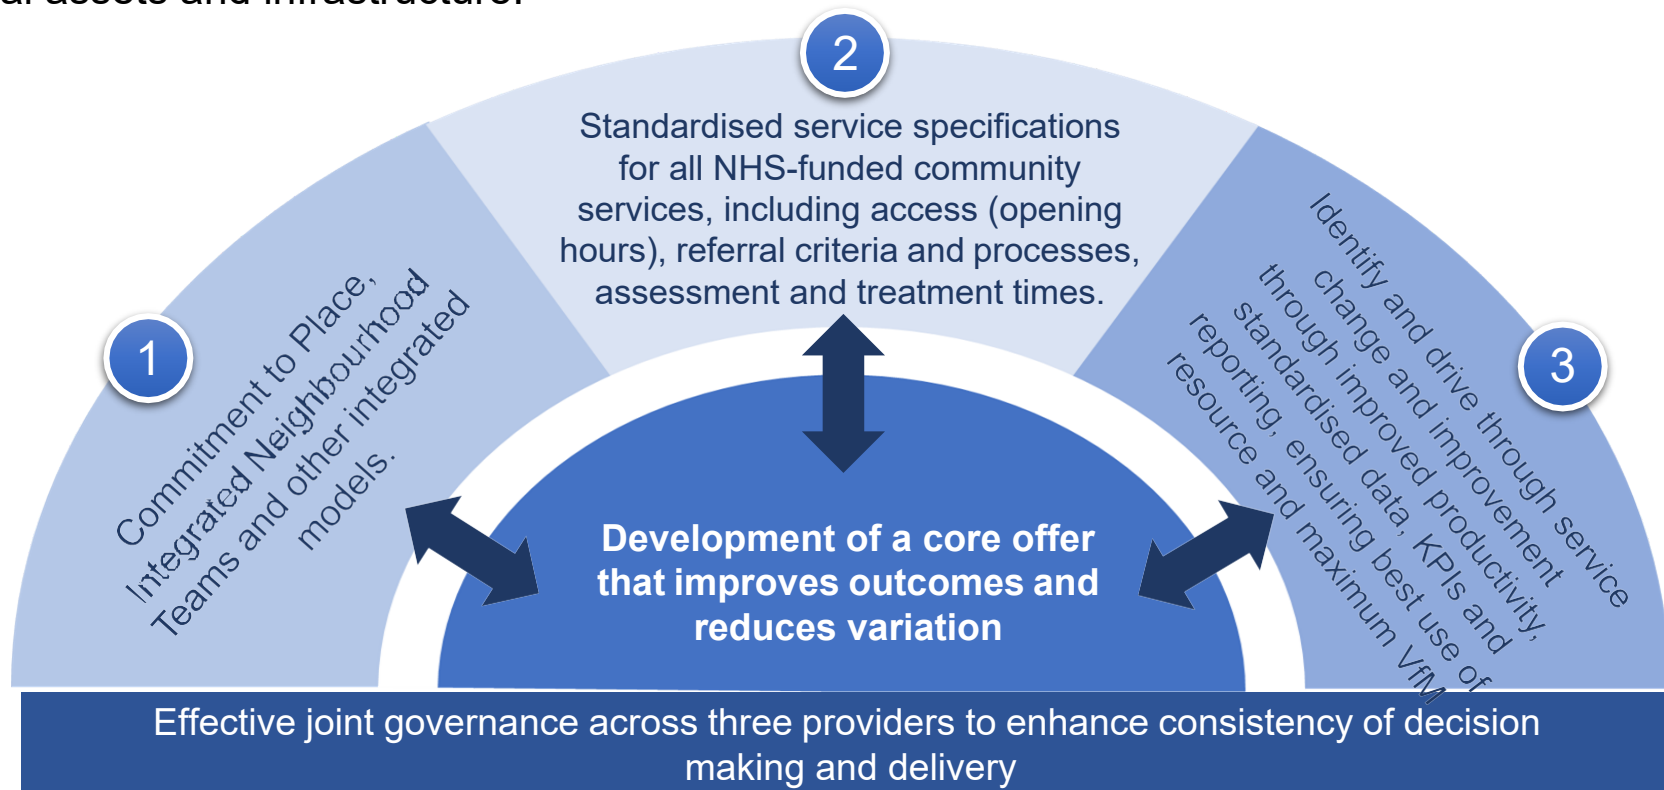 al assets and infrastructure.
1
Commitment to Place,
Integrated Neighbourhood
Teams and other integrated
models.
2
Standardised service specifications
for all NHS-funded community
services, including access (opening
hours), referral criteria and processes,
assessment and treatment times.
3
Identify and drive through service
change and improvement
through improved productivity,
standardised data, KPIs and
reporting, ensuring best use of
resource and maximum VfM
Development of a core offer
that improves outcomes and
reduces variation
Effective joint governance across three providers to enhance consistency of decision
making and delivery